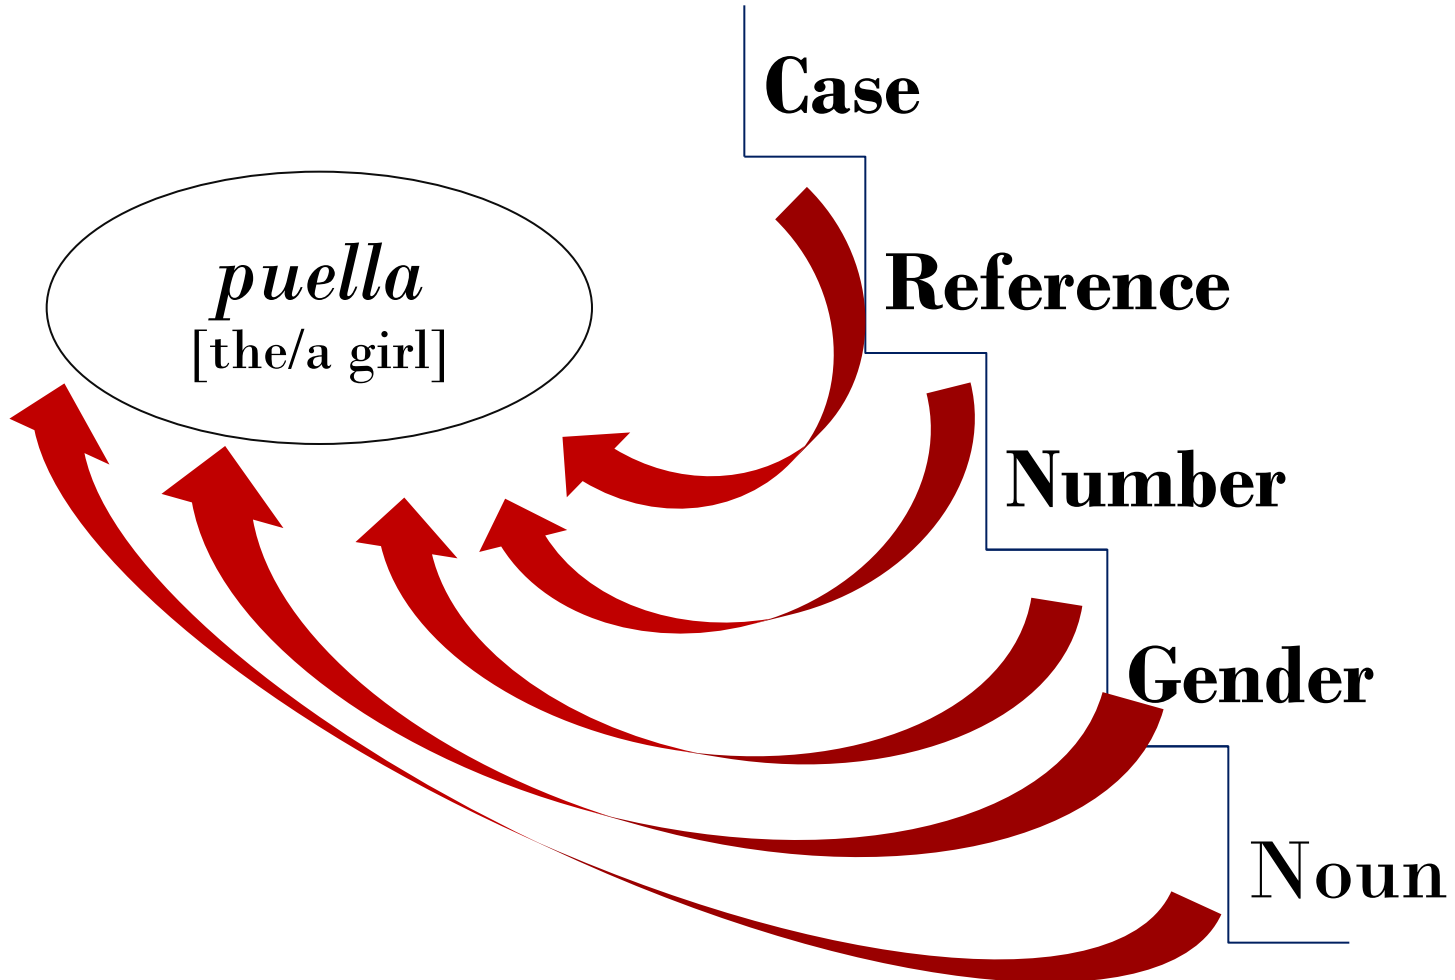 Case
puella
[the/a girl]
Reference
Number
Gender
Noun